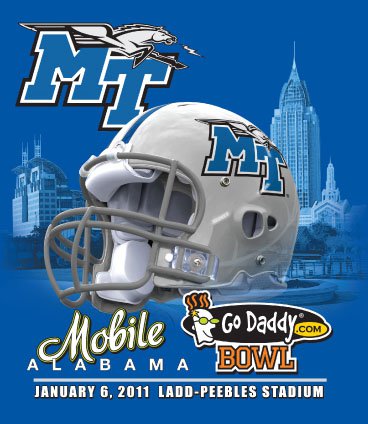 MT
MT
Mobile
ALABAMA
Go Daddy.COM
BOWL
JANUARY 6, 2011 LADD-PEEBLES STADIUM